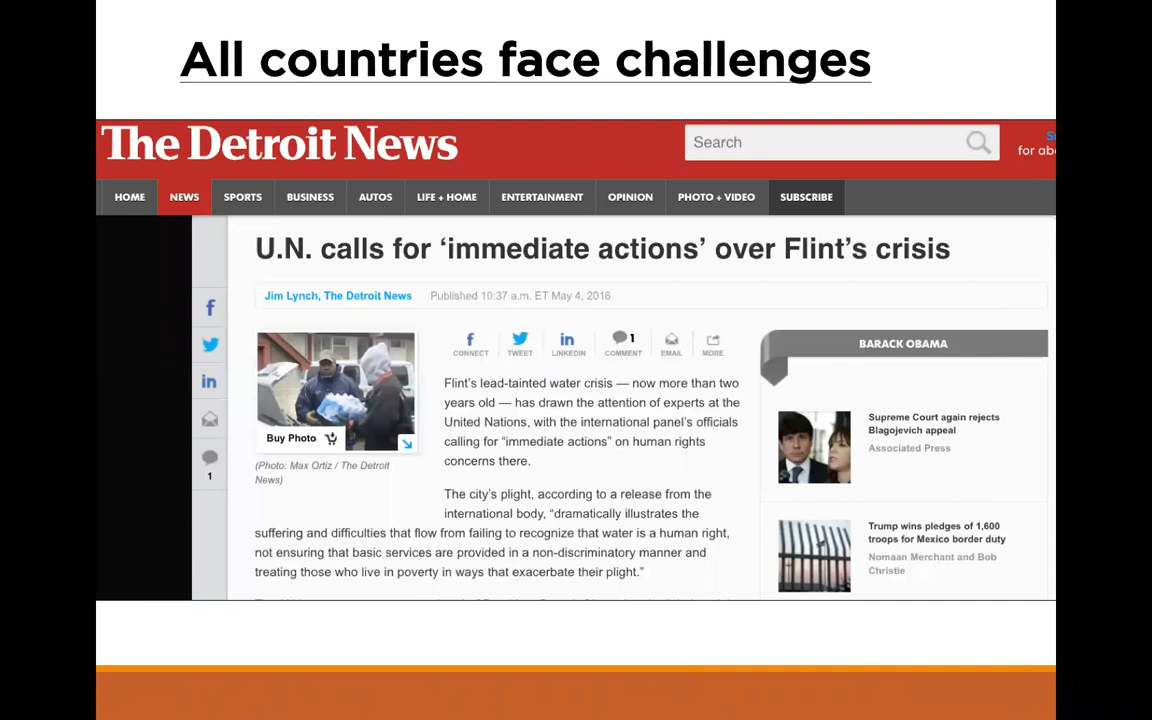 All countries face challenges
The Detroit News
Search
for abo
HOME NEWS SPORTS BUSINESS AUTOS LIFE + HOME ENTERTAINMENT OPINION PHOTO + VIDEO SUBSCRIBE
U.N. calls for ‘immediate actions’ over Flint’s crisis
Jim Lynch, The Detroit News Published 10:37 a.m. ET May 4, 2016
1
CONNECT TWEET LINKEDIN COMMENT EMAIL MORE
Buy Photo
(Photo: Max Ortiz / The Detroit
News)
1
Flint’s lead-tainted water crisis — now more than two
years old — has drawn the attention of experts at the
United Nations, with the international panel’s officials
calling for “immediate actions” on human rights
concerns there.
The city’s plight, according to a release from the
international body, “dramatically illustrates the
suffering and difficulties that flow from failing to recognize that water is a human right,
not ensuring that basic services are provided in a non-discriminatory manner and
treating those who live in poverty in ways that exacerbate their plight.”
BARACK OBAMA
Supreme Court again rejects
Blagojevich appeal
Associated Press
Trump wins pledges of 1,600
troops for Mexico border duty
Nomaan Merchant and Bob
Christie